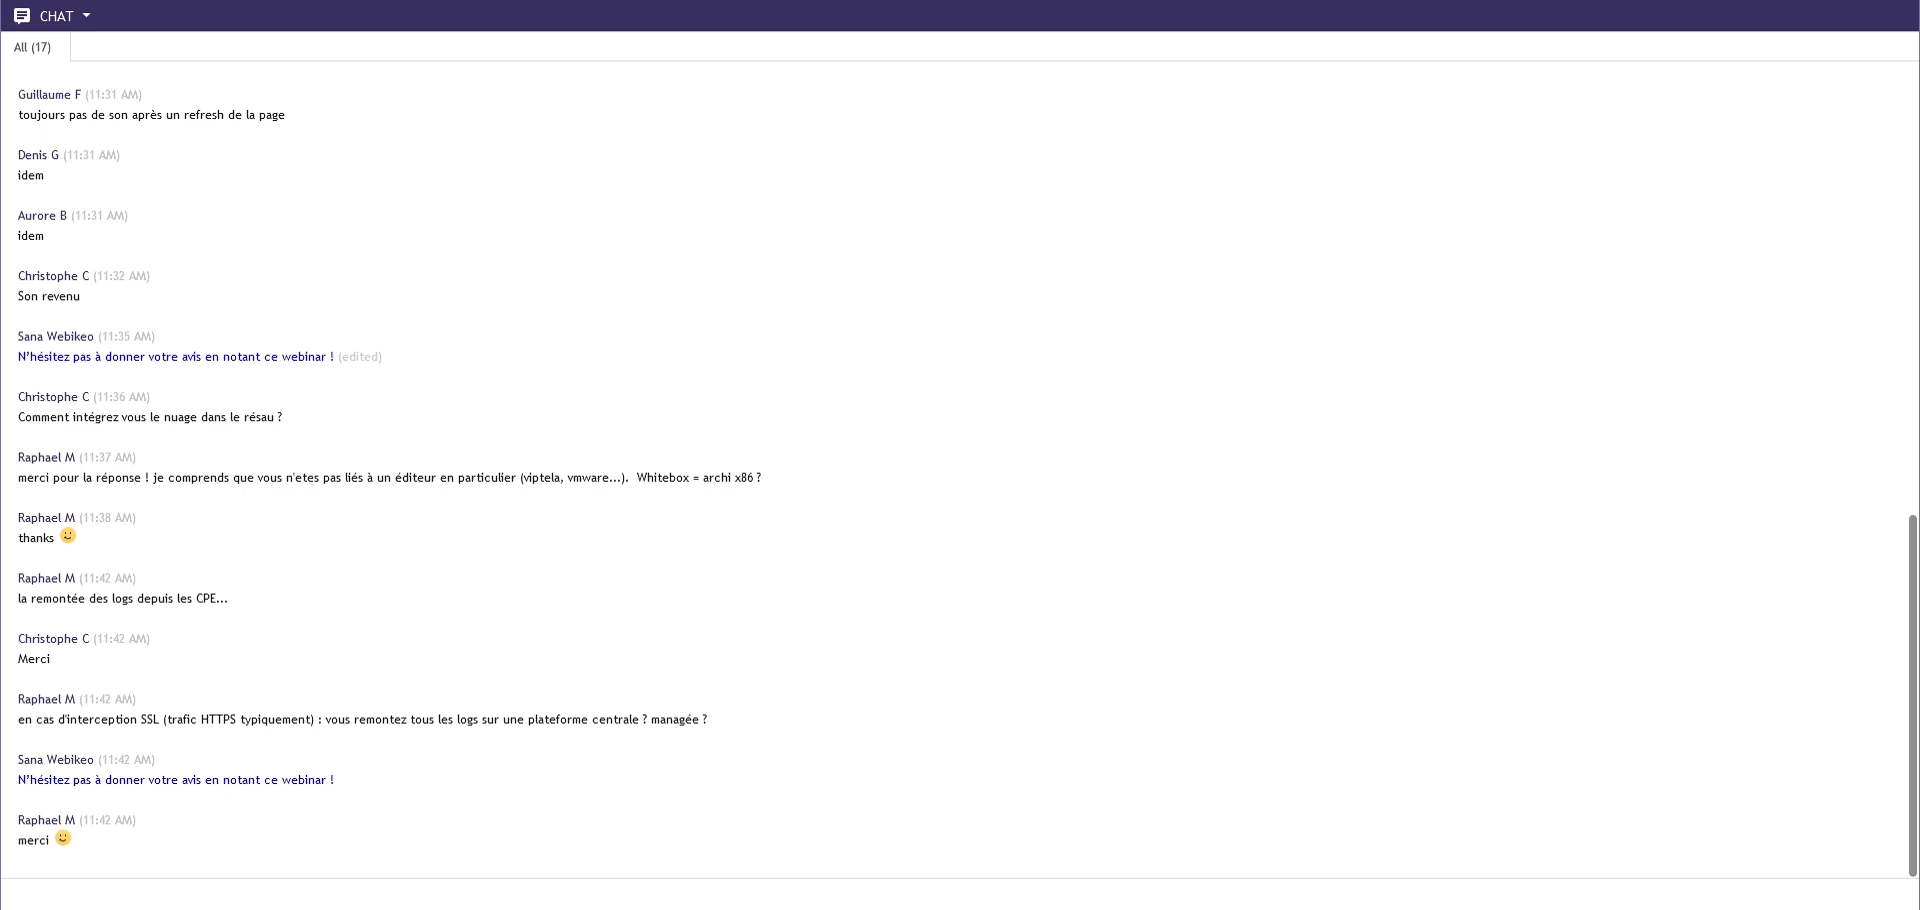 CHAT
All (17)
Guillaume F (11:31 AM)
toujours pas de son après un refresh de la page
Denis G (11:31 AM)
idem
Aurore B (11:31 AM)
idem
Christophe C (11:32 AM)
Son revenu
Sana Webikeo (11:35 AM)
N'hésitez pas à donner votre avis en notant ce webinar ! (edited)
Christophe C (11:36 AM)
Comment intégrez vous le nuage dans le résau ?
Raphael M (11:37 AM)
merci pour la réponse ! je comprends que vous n'etes pas liés à un éditeur en particulier (viptela, vmware...).  Whitebox = archi x86 ?
Raphael M (11:38 AM)
thanks
Raphael M (11:42 AM)
la remontée des logs depuis les CPE...
Christophe C (11:42 AM)
Merci
Raphael M (11:42 AM)
en cas d'interception SSL (trafic HTTPS typiquement) : vous remontez tous les logs sur une plateforme centrale ? managée ?
Sana Webikeo (11:42 AM)
N'hésitez pas à donner votre avis en notant ce webinar !
Raphael M (11:42 AM)
merci